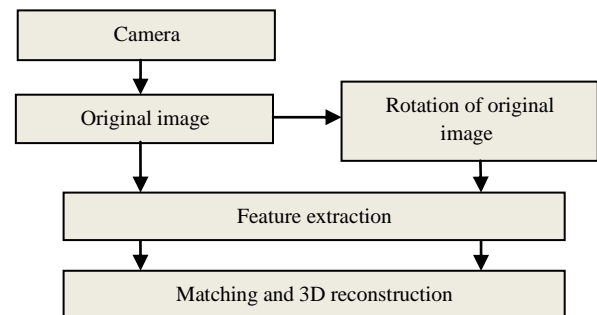 Camera
Original image
Rotation of original
image
Feature extraction
Matching and 3D reconstruction